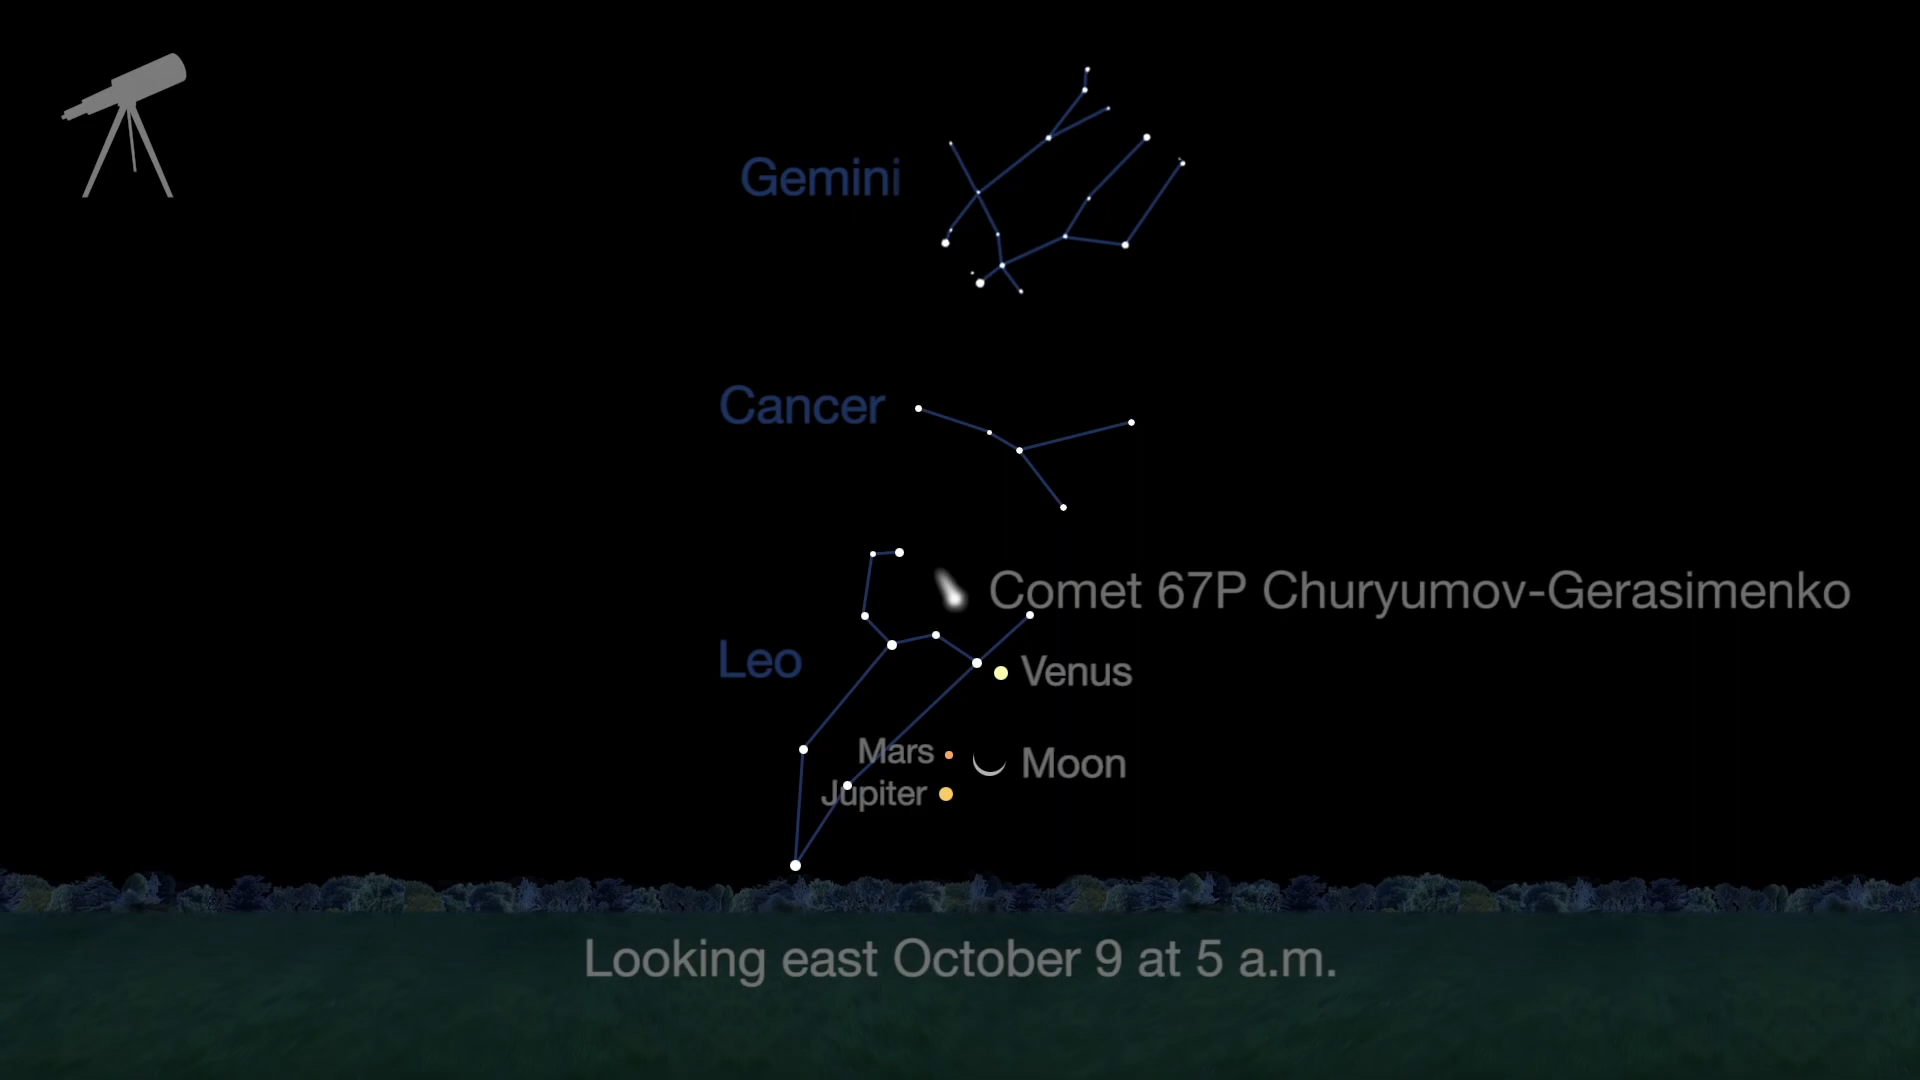 Gemini
Cancer
Comet 67P Churyumov-Gerasimenko
Leo
Venus
Mars
Moon
Jupiter
Looking east October 9 at 5 a.m.